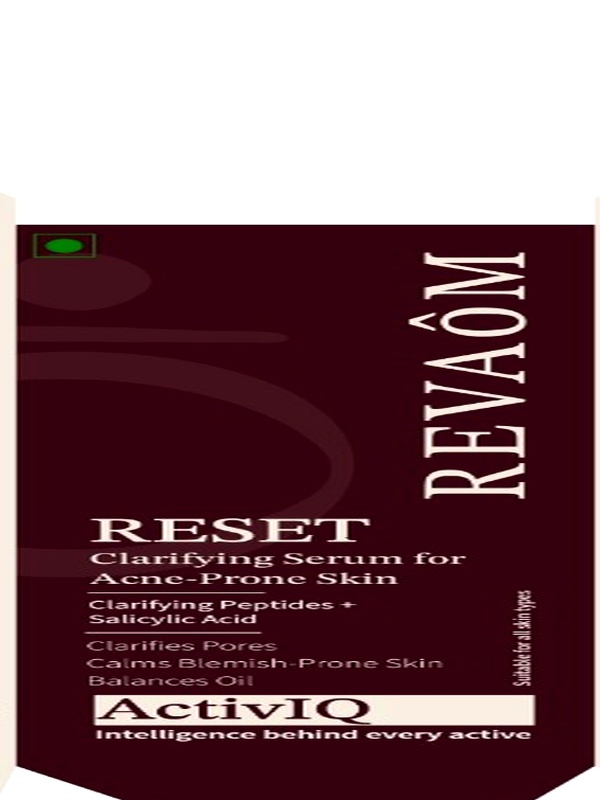 REVAÔM
RESET
Clarifying Serum for
Acne-Prone Skin
Clarifying Peptides +
Salicylic Acid
Clarifies Pores
Calms Blemish-Prone Skin
Balances Oil
Suitable for all skin types
ActivIQ
Intelligence behind every active